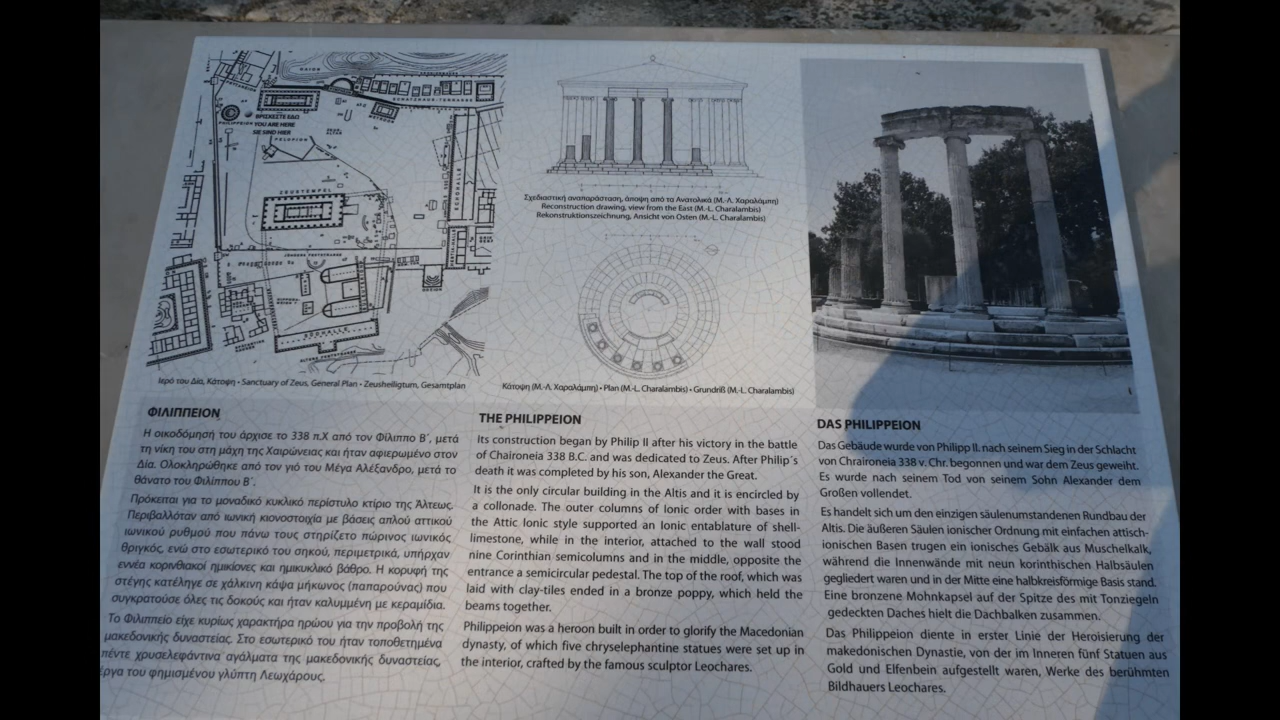 ΒΡΙΣΚΕΣΤΕ ΕΔΩ
YOU ARE HERE
SIE SIND HIER
PHILIPPEION
PELOPION
ZEUSTEMPEL
ECHOHALLE
SÜDHALLE
Ιερό του Δία, Κάτοψη • Sanctuary of Zeus, General Plan • Zeusheiligtum, Gesamtplan
Σχεδιαστική αναπαράσταση, άποψη από τα Ανατολικά (Μ.-Λ. Χαραλάμπη)
Reconstruction drawing, view from the East (M.-L. Charalambis)
Rekonstruktionszeichnung, Ansicht von Osten (M.-L. Charalambis)
Κάτοψη (Μ.-Λ. Χαραλάμπη) • Plan (M.-L. Charalambis) • Grundriß (M.-L. Charalambis)
ΦΙΛΙΠΠΕΙΟΝ
Η οικοδόμησή του άρχισε το 338 π.Χ από τον Φίλιππο Β΄, μετά
τη νίκη του στη μάχη της Χαιρώνειας και ήταν αφιερωμένο στον
Δία. Ολοκληρώθηκε από τον γιό του Μέγα Αλέξανδρο, μετά το
θάνατο του Φιλίππου Β΄.
Πρόκειται για το μοναδικό κυκλικό περίστυλο κτίριο της Άλτεως.
Περιβαλλόταν από ιωνική κιονοστοιχία με βάσεις απλού αττικού
ιωνικού ρυθμού που πάνω τους στηρίζετο πώρινος ιωνικός
θριγκός, ενώ στο εσωτερικό του σηκού, περιμετρικά, υπήρχαν
εννέα κορινθιακοί ημικίονες και ημικυκλικό βάθρο. Η κορυφή της
στέγης κατέληγε σε χάλκινη κάψα μήκωνος (παπαρούνας) που
συγκρατούσε όλες τις δοκούς και ήταν καλυμμένη με κεραμίδια.
Το Φιλιππείο είχε κυρίως χαρακτήρα ηρώου για την προβολή της
μακεδονικής δυναστείας. Στο εσωτερικό του ήταν τοποθετημένα
πέντε χρυσελεφάντινα αγάλματα της μακεδονικής δυναστείας,
έργα του φημισμένου γλύπτη Λεωχάρους.
THE PHILIPPEION
Its construction began by Philip II after his victory in the battle
of Chaironeia 338 B.C. and was dedicated to Zeus. After Philip´s
death it was completed by his son, Alexander the Great.
It is the only circular building in the Altis and it is encircled by
a collonade. The outer columns of Ionic order with bases in
the Attic Ionic style supported an Ionic entablature of shell-
limestone, while in the interior, attached to the wall stood
nine Corinthian semicolumns and in the middle, opposite the
entrance a semicircular pedestal. The top of the roof, which was
laid with clay-tiles ended in a bronze poppy, which held the
beams together.
Philippeion was a heroon built in order to glorify the Macedonian
dynasty, of which five chryselephantine statues were set up in
the interior, crafted by the famous sculptor Leochares.
DAS PHILIPPEION
Das Gebäude wurde von Philipp II. nach seinem Sieg in der Schlacht
von Chraironeia 338 v. Chr. begonnen und war dem Zeus geweiht.
Es wurde nach seinem Tod von seinem Sohn Alexander dem
Großen vollendet.
Es handelt sich um den einzigen säulenumstandenen Rundbau der
Altis. Die äußeren Säulen ionischer Ordnung mit einfachen attisch-
ionischen Basen trugen ein ionisches Gebälk aus Muschelkalk,
während die Innenwände mit neun korinthischen Halbsäulen
gegliedert waren und in der Mitte eine halbkreisförmige Basis stand.
Eine bronzene Mohnkapsel auf der Spitze des mit Tonziegeln
gedeckten Daches hielt die Dachbalken zusammen.
Das Philippeion diente in erster Linie der Heroisierung der
makedonischen Dynastie, von der im Inneren fünf Statuen aus
Gold und Elfenbein aufgestellt waren, Werke des berühmten
Bildhauers Leochares.